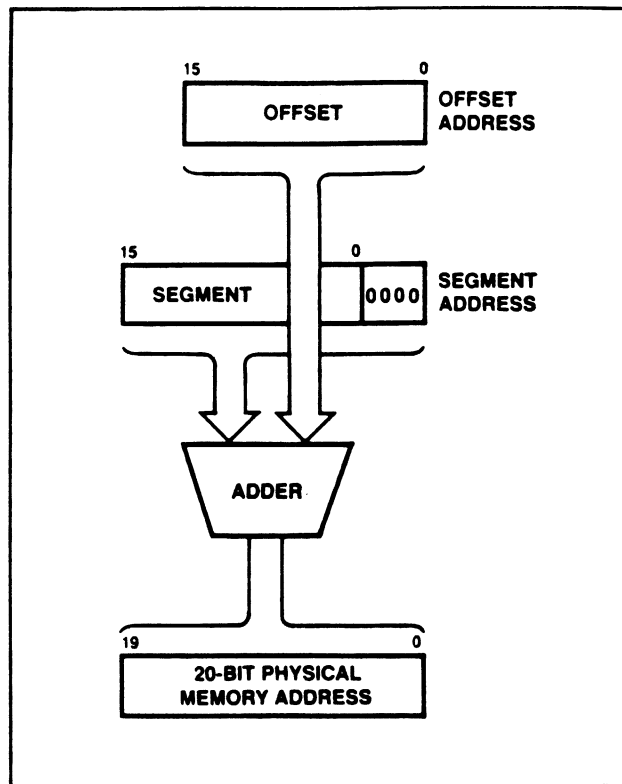 15 0
OFFSET
OFFSET
ADDRESS
15 0
SEGMENT
0000
SEGMENT
ADDRESS
ADDER
19 0
20-BIT PHYSICAL
MEMORY ADDRESS